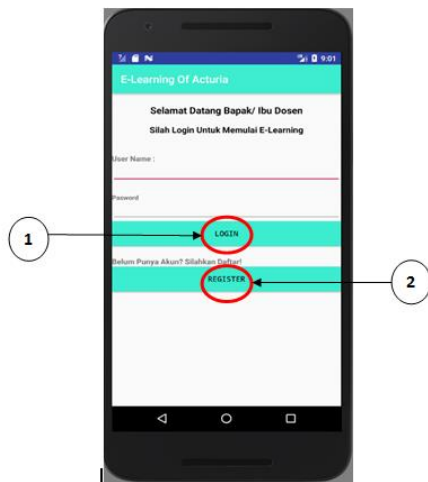 9:01
E-Learning Of Acturia
Selamat Datang Bapak/ Ibu Dosen
Silah Login Untuk Memulai E-Learning
User Name :
Pasword
LOGIN
1
Belum Punya Akun? Silahkan Daftar!
REGISTER
2